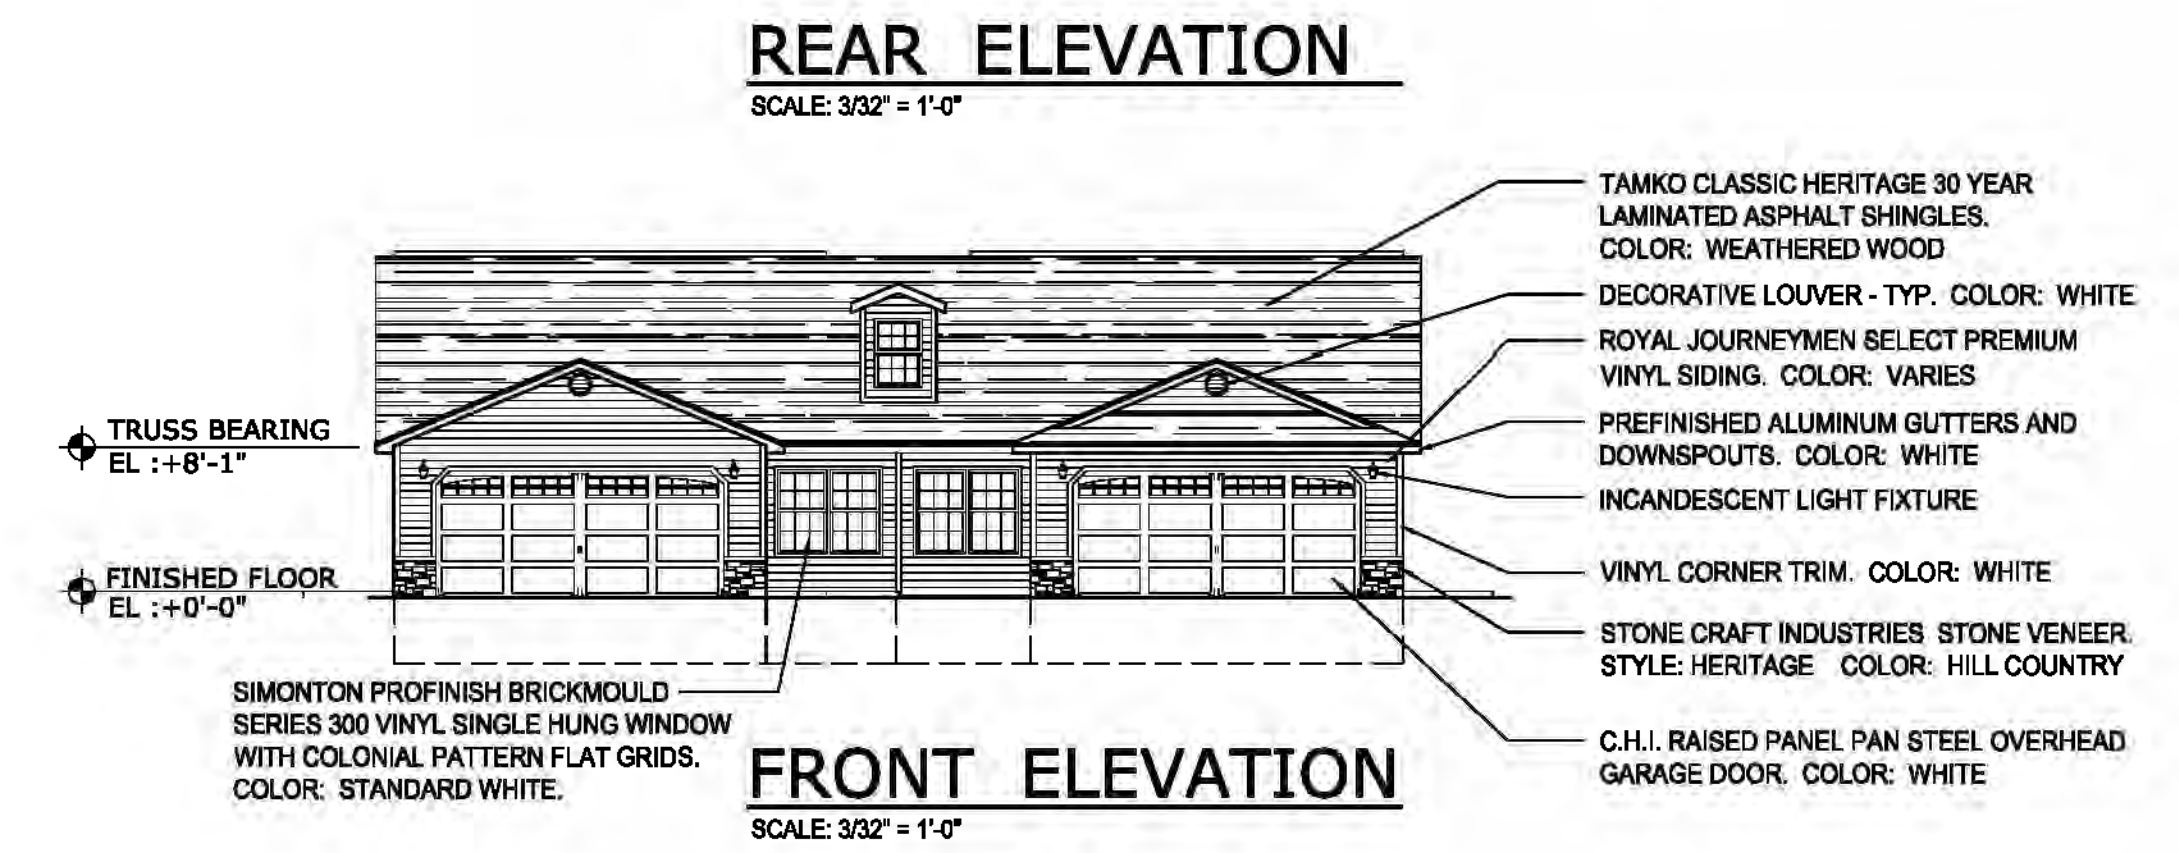 REAR ELEVATION
SCALE: 3/32" = 1'-0"
TAMKO CLASSIC HERITAGE 30 YEAR
LAMINATED ASPHALT SHINGLES.
COLOR: WEATHERED WOOD
DECORATIVE LOUVER - TYP. COLOR: WHITE
ROYAL JOURNEYMEN SELECT PREMIUM
VINYL SIDING. COLOR: VARIES
PREFINISHED ALUMINUM GUTTERS AND
DOWNSPOUTS. COLOR: WHITE
INCANDESCENT LIGHT FIXTURE
VINYL CORNER TRIM. COLOR: WHITE
STONE CRAFT INDUSTRIES STONE VENEER.
STYLE: HERITAGE COLOR: HILL COUNTRY
C.H.I. RAISED PANEL PAN STEEL OVERHEAD
GARAGE DOOR. COLOR: WHITE
TRUSS BEARING
EL :+8'-1"
FINISHED FLOOR
EL :+0'-0"
SIMONTON PROFINISH BRICKMOULD
SERIES 300 VINYL SINGLE HUNG WINDOW
WITH COLONIAL PATTERN FLAT GRIDS.
COLOR: STANDARD WHITE.
FRONT ELEVATION
SCALE: 3/32" = 1'-0"